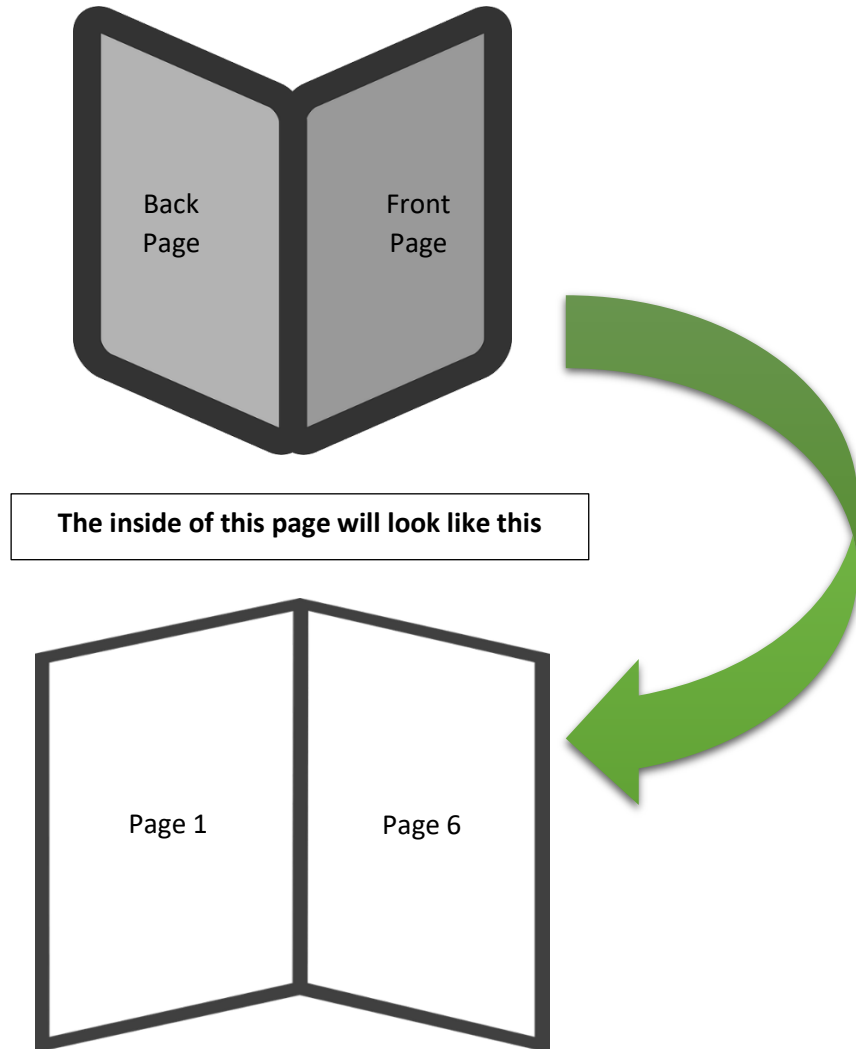 Back
Page
Front
Page
The inside of this page will look like this
Page 1
Page 6